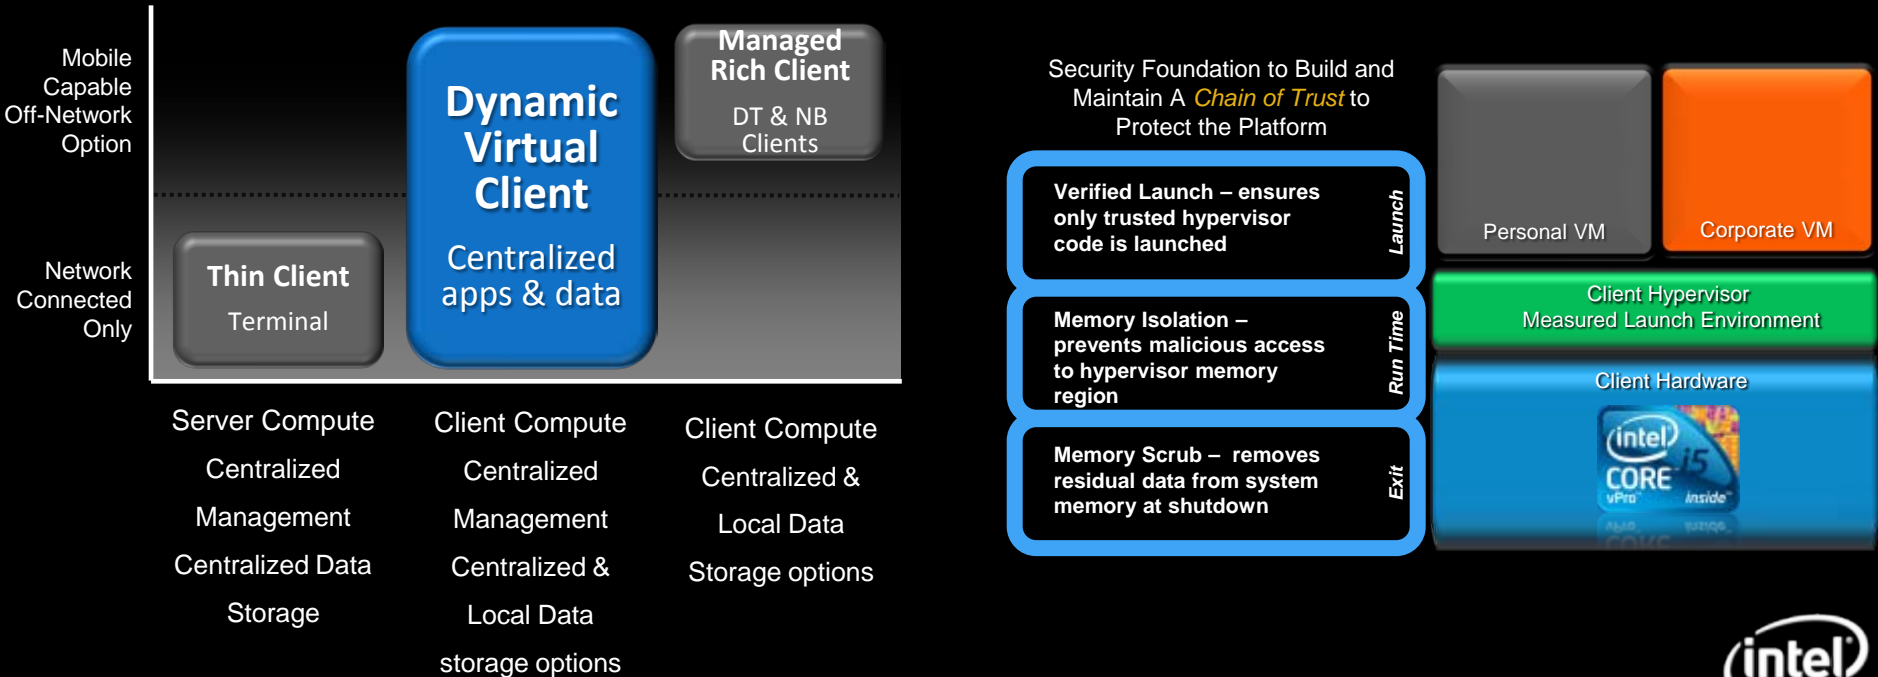 Mobile
Capable
Off-Network
Option
Network
Connected
Only
Thin Client
Terminal
Dynamic
Virtual
Client
Centralized
apps & data
Managed
Rich Client
DT & NB
Clients
Server Compute
Centralized
Management
Centralized Data
Storage
Client Compute
Centralized
Management
Centralized &
Local Data
storage options
Client Compute
Centralized &
Local Data
Storage options
Security Foundation to Build and
Maintain A Chain of Trust to
Protect the Platform
Verified Launch – ensures
only trusted hypervisor
code is launched
Launch
Memory Isolation –
prevents malicious access
to hypervisor memory
region
Run Time
Memory Scrub – removes
residual data from system
memory at shutdown
Exit
Personal VM
Corporate VM
Client Hypervisor
Measured Launch Environment
Client Hardware
intel
CORE i5
vPro™ inside™
intel